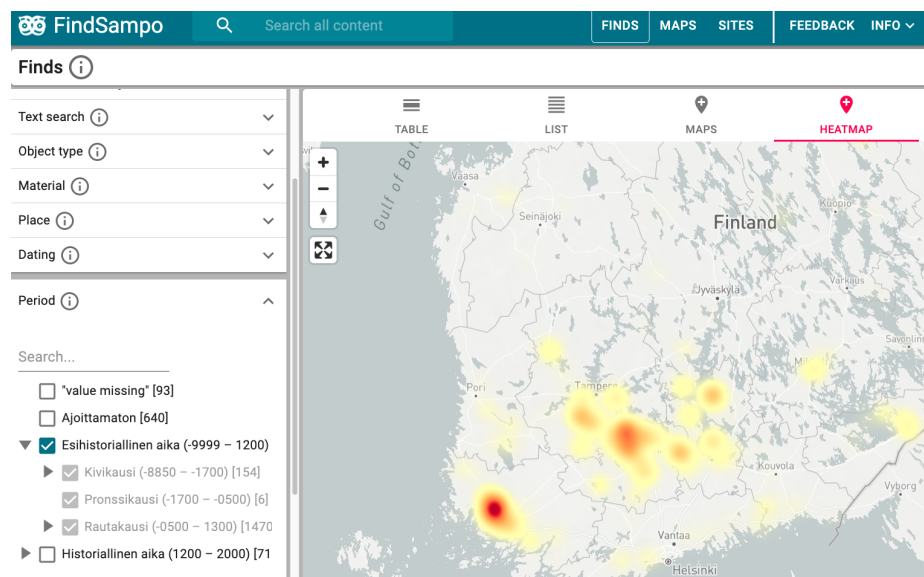 FindSampo
Search all content
FINDS MAPS SITES FEEDBACK INFO
Finds
Text search
Object type
Material
Place
Dating
Period
Search...
"value missing" [93]
Ajoittamaton [640]
Esihistoriallinen aika (-9999 – 1200)
Kivikausi (-8850 – -1700) [154]
Pronssikausi (-1700 – -0500) [6]
Rautakausi (-0500 – 1300) [1470
Historiallinen aika (1200 – 2000) [71
TABLE LIST MAPS HEATMAP
Gulf of Bot
Vaasa
Seinäjoki
Finland
Kuopio
Jyväskylä
Varkaus
Savonlinn
Pori
Tampere
Kouvola
Vyborg
Vantaa
Helsinki